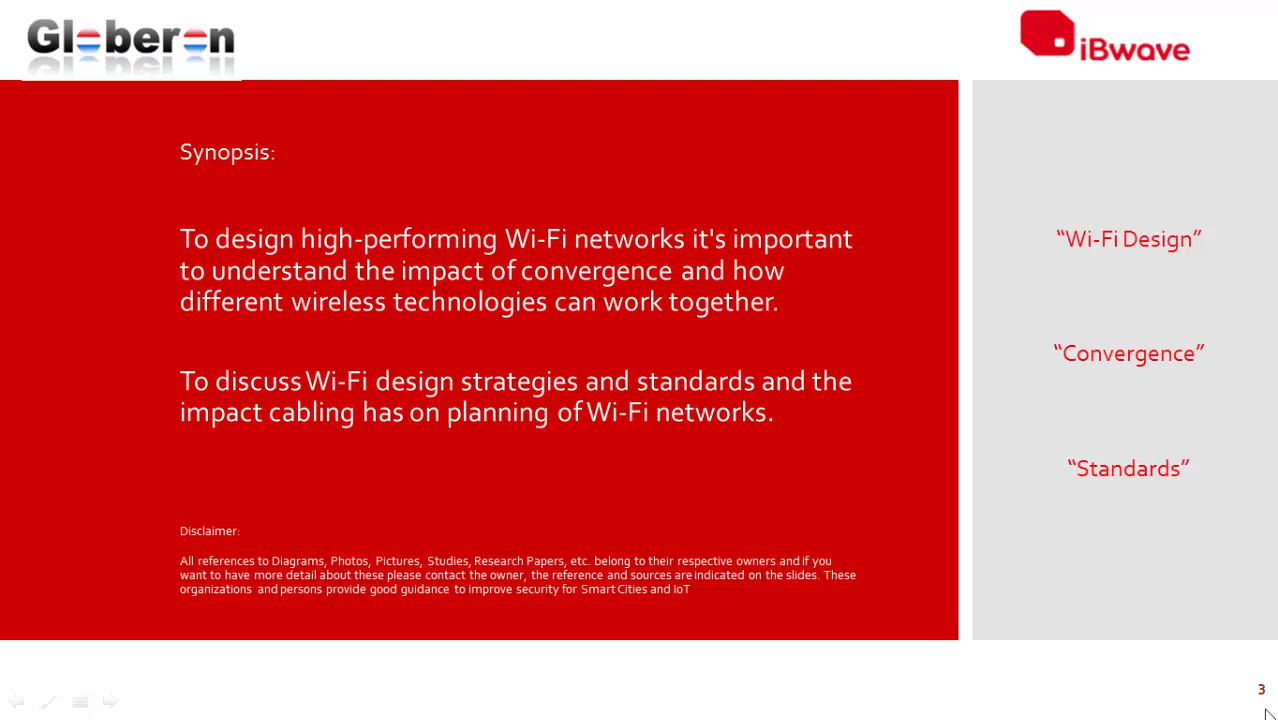 Globeron
iBwave
Synopsis:
To design high-performing Wi-Fi networks it's important
to understand the impact of convergence and how
different wireless technologies can work together.
To discuss Wi-Fi design strategies and standards and the
impact cabling has on planning of Wi-Fi networks.
Disclaimer:
All references to Diagrams, Photos, Pictures, Studies, Research Papers, etc. belong to their respective owners and if you
want to have more detail about these please contact the owner, the reference and sources are indicated on the slides. These
organizations and persons provide good guidance to improve security for Smart Cities and IoT
“Wi-Fi Design”
“Convergence”
“Standards”
3